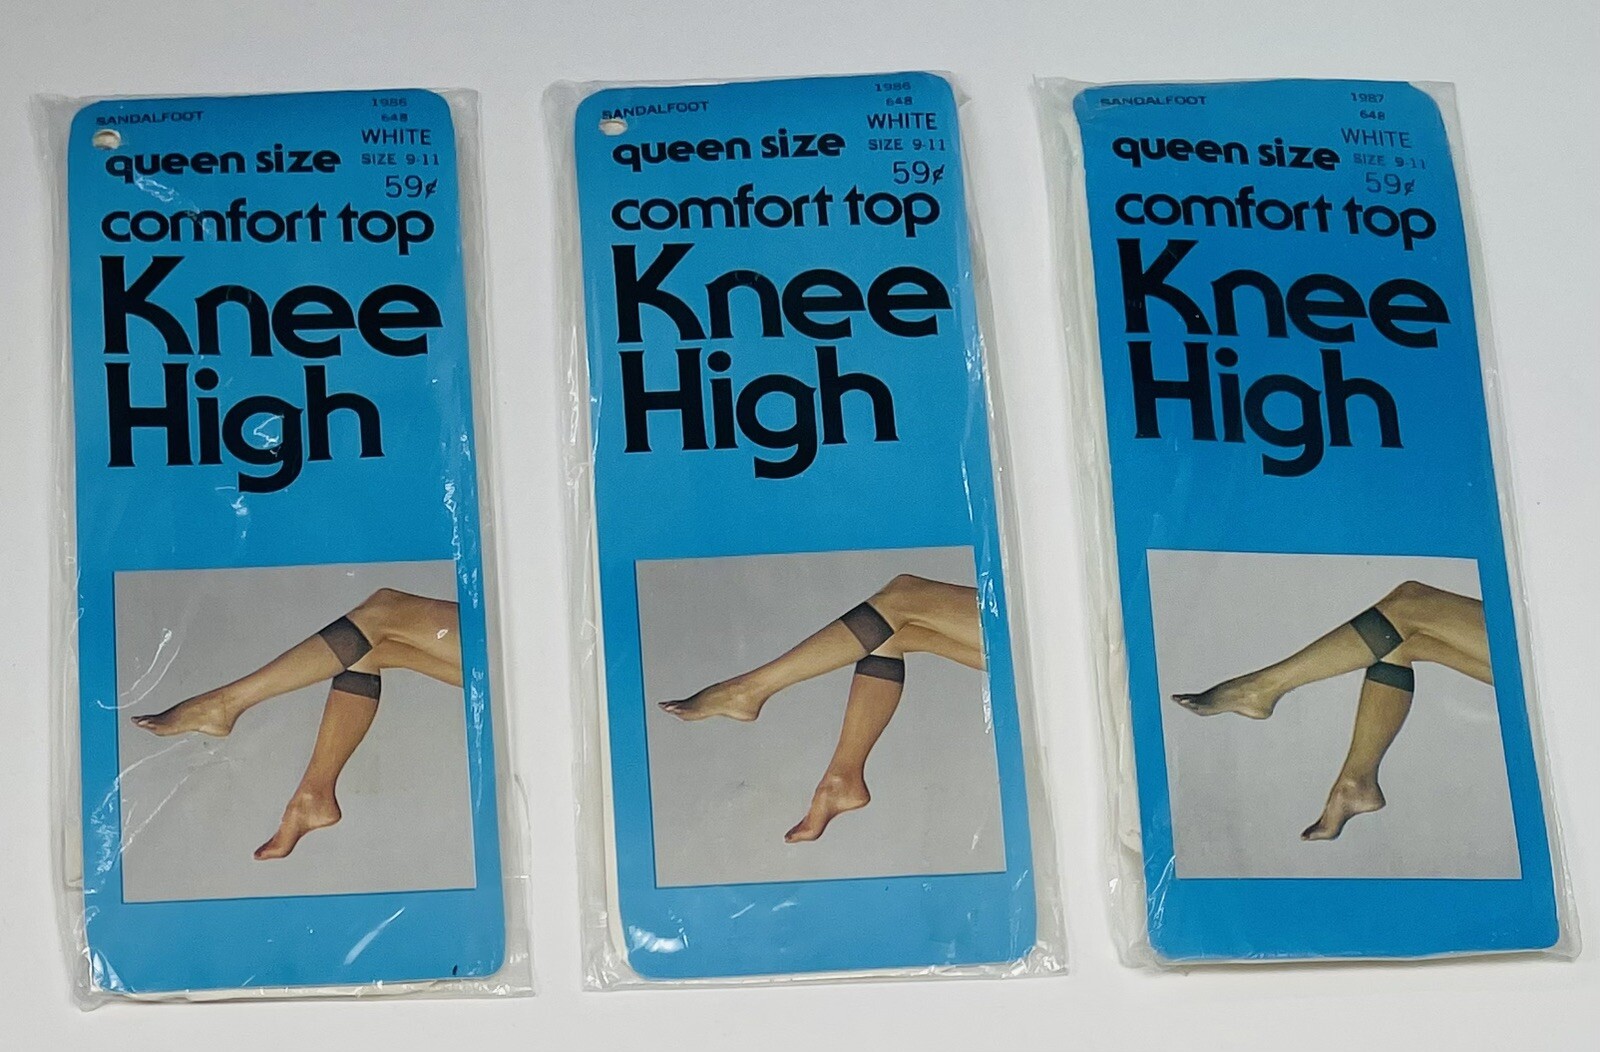 SANDALFOOT
1986
648
WHITE
queen size
SIZE 9-11
59¢
comfort top
Knee
High
SANDALFOOT
1986
648
WHITE
queen size
SIZE 9-11
59¢
comfort top
Knee
High
SANDALFOOT
1987
648
WHITE
queen size
SIZE 9-11
59¢
comfort top
Knee
High